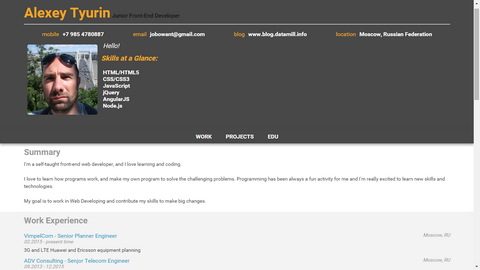 Alexey Tyurin Junior Front-End Developer
mobile +7 985 4780887 email jobowant@gmail.com blog www.blog.datamill.info location Moscow, Russian Federation
Hello!
Skills at a Glance:
HTML/HTML5
CSS/CSS3
JavaScript
jQuery
AngularJS
Node.js
WORK PROJECTS EDU
Summary
I'm a self-taught front-end web developer, and I love learning and coding.
I love to learn how programs work, and make my own program to solve the challenging problems. Programming has been always a fun activity for me and I'm really excited to learn new skills and
technologies.
My goal is to work in Web Developing and contribute my skills to make big changes.
Work Experience
VimpelCom - Senior Planner Engineer Moscow, RU
02.2015 - present time
3G and LTE Huawei and Ericsson equipment planning
ADV Consulting - Senjor Telecom Engineer Moscow, RU
09.2013 - 12.2013